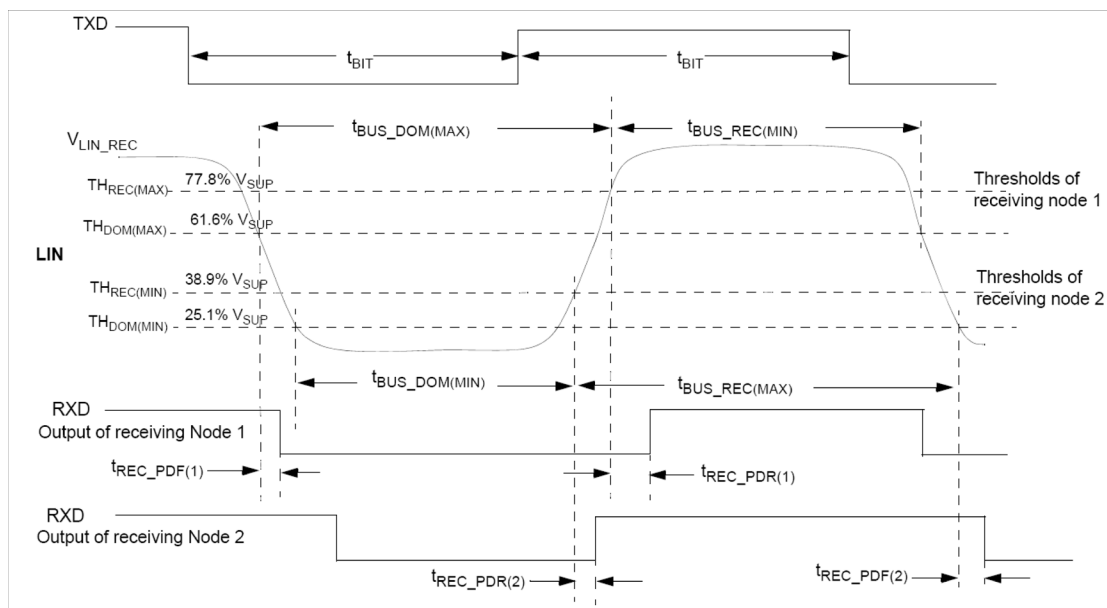 TXD
tBIT
tBIT
tBUS_DOM(MAX)
tBUS_REC(MIN)
VLIN_REC
THREC(MAX) 77.8% VSUP
Thresholds of
receiving node 1
THDOM(MAX) 61.6% VSUP
LIN
THREC(MIN) 38.9% VSUP
Thresholds of
receiving node 2
THDOM(MIN) 25.1% VSUP
tBUS_DOM(MIN)
tBUS_REC(MAX)
RXD
Output of receiving Node 1
tREC_PDF(1)
tREC_PDR(1)
RXD
Output of receiving Node 2
tREC_PDR(2)
tREC_PDF(2)